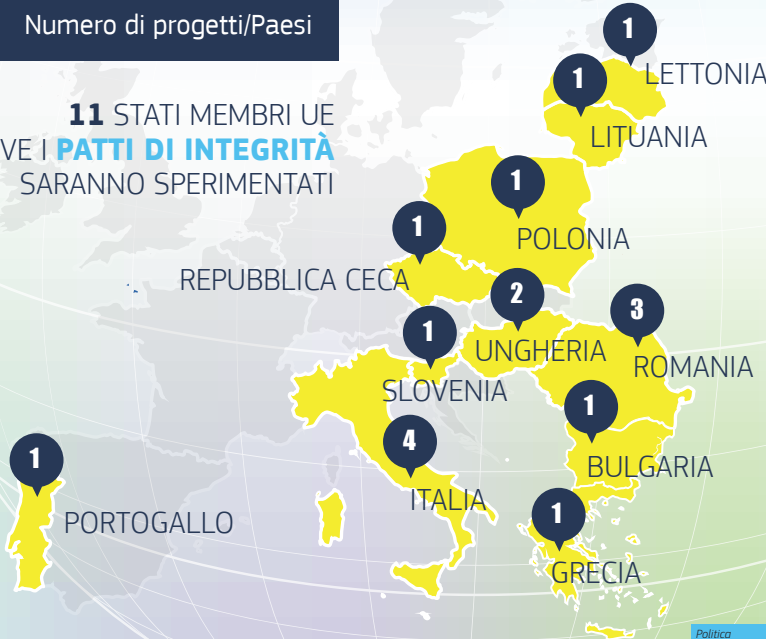 Numero di progetti/Paesi
11 STATI MEMBRI UE
VE I PATTI DI INTEGRITÀ
SARANNO SPERIMENTATI
1
LETTONIA
1
LITUANIA
1
POLONIA
1
REPUBBLICA CECA
2
UNGHERIA
3
ROMANIA
1
SLOVENIA
1
BULGARIA
4
ITALIA
1
PORTOGALLO
1
GRECIA
Politica